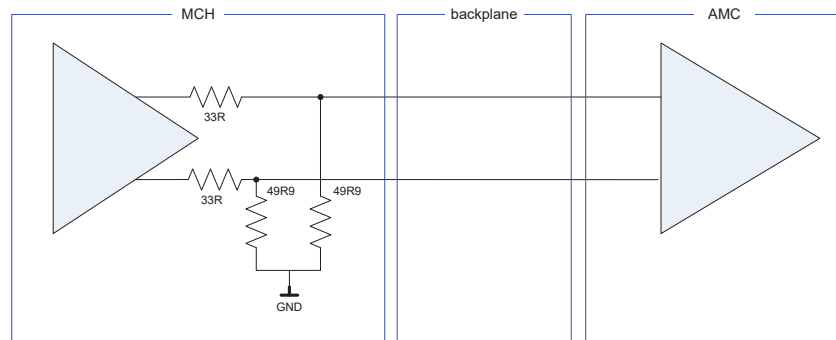 MCH
backplane
AMC
33R
33R
49R9
49R9
GND